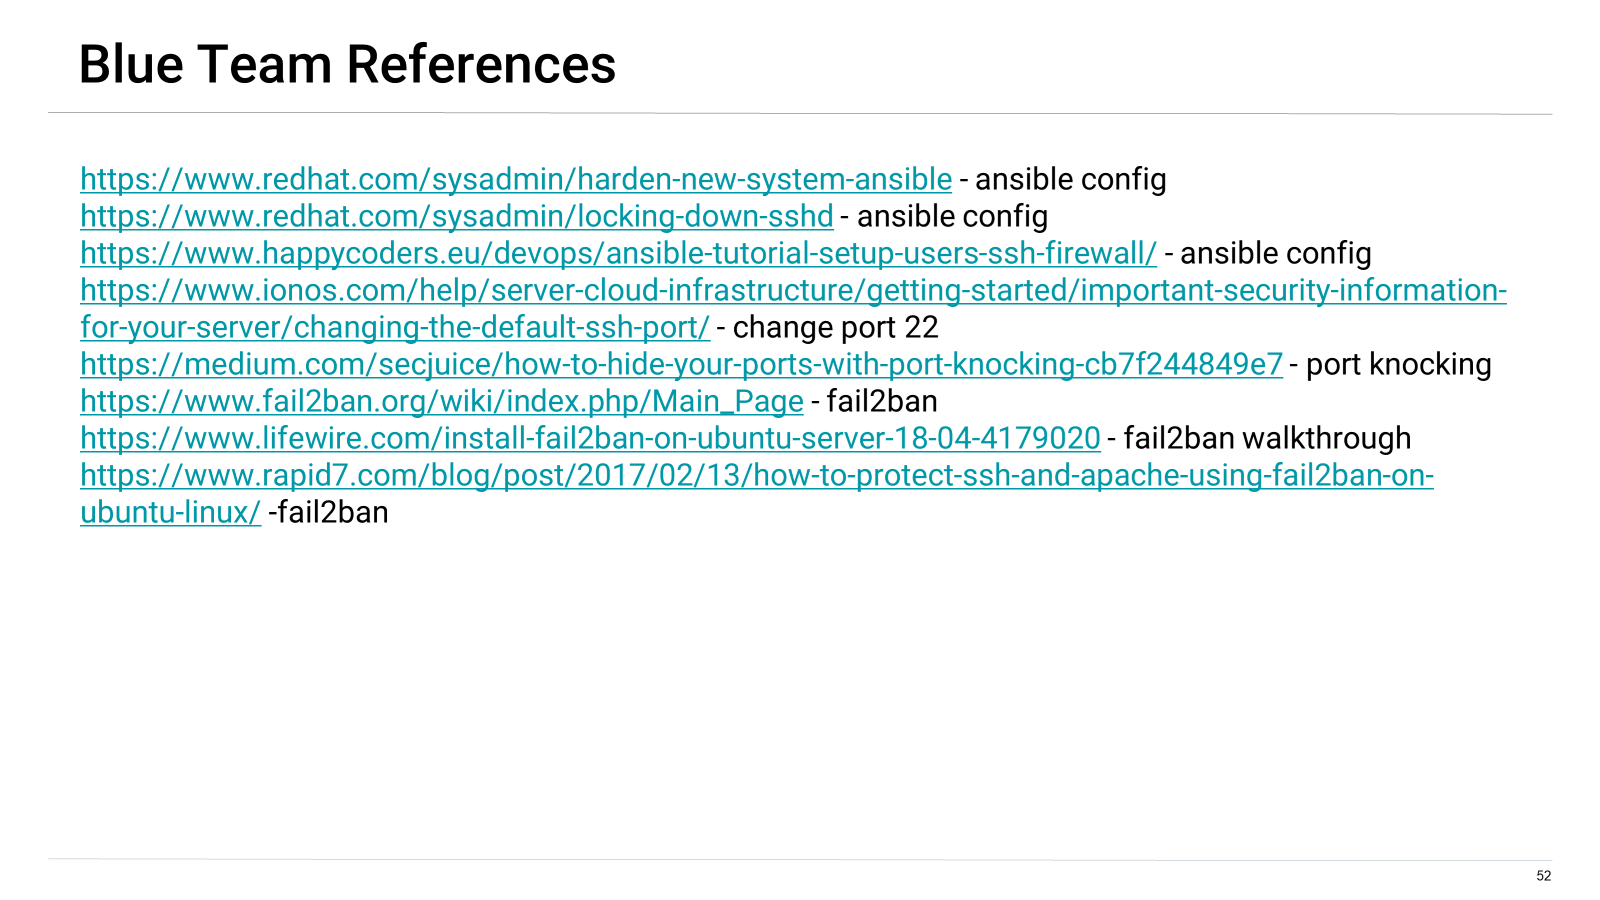 Blue Team References
https://www.redhat.com/sysadmin/harden-new-system-ansible - ansible config
https://www.redhat.com/sysadmin/locking-down-sshd - ansible config
https://www.happycoders.eu/devops/ansible-tutorial-setup-users-ssh-firewall/ - ansible config
https://www.ionos.com/help/server-cloud-infrastructure/getting-started/important-security-information-
for-your-server/changing-the-default-ssh-port/ - change port 22
https://medium.com/secjuice/how-to-hide-your-ports-with-port-knocking-cb7f244849e7 - port knocking
https://www.fail2ban.org/wiki/index.php/Main_Page - fail2ban
https://www.lifewire.com/install-fail2ban-on-ubuntu-server-18-04-4179020 - fail2ban walkthrough
https://www.rapid7.com/blog/post/2017/02/13/how-to-protect-ssh-and-apache-using-fail2ban-on-
ubuntu-linux/ -fail2ban
52